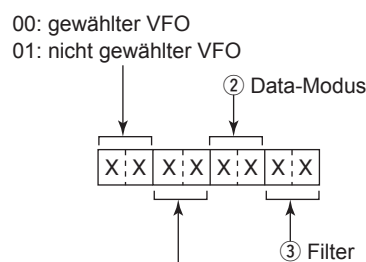 00: gewählter VFO
01: nicht gewählter VFO
② Data-Modus
X X X X X X X X
③ Filter